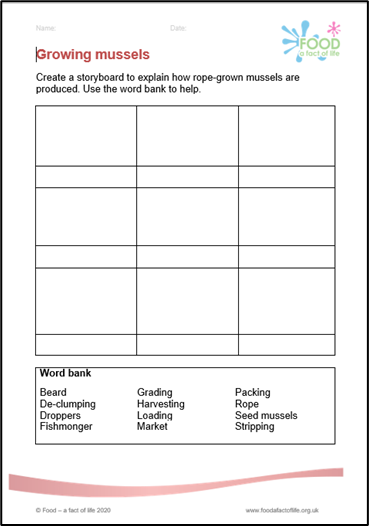 Name: Date:
FOOD
a fact of life
Growing mussels
Create a storyboard to explain how rope-grown mussels are
produced. Use the word bank to help.
Word bank
Beard Grading Packing
De-clumping Harvesting Rope
Droppers Loading Seed mussels
Fishmonger Market Stripping
© Food – a fact of life 2020 www.foodafactoflife.org.uk